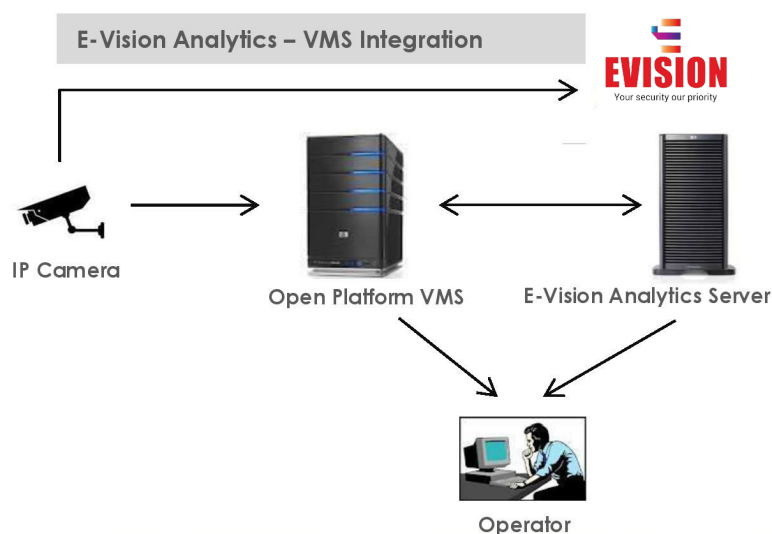 E-Vision Analytics – VMS Integration
EVISION
Your security our priority
IP Camera
Open Platform VMS
E-Vision Analytics Server
Operator